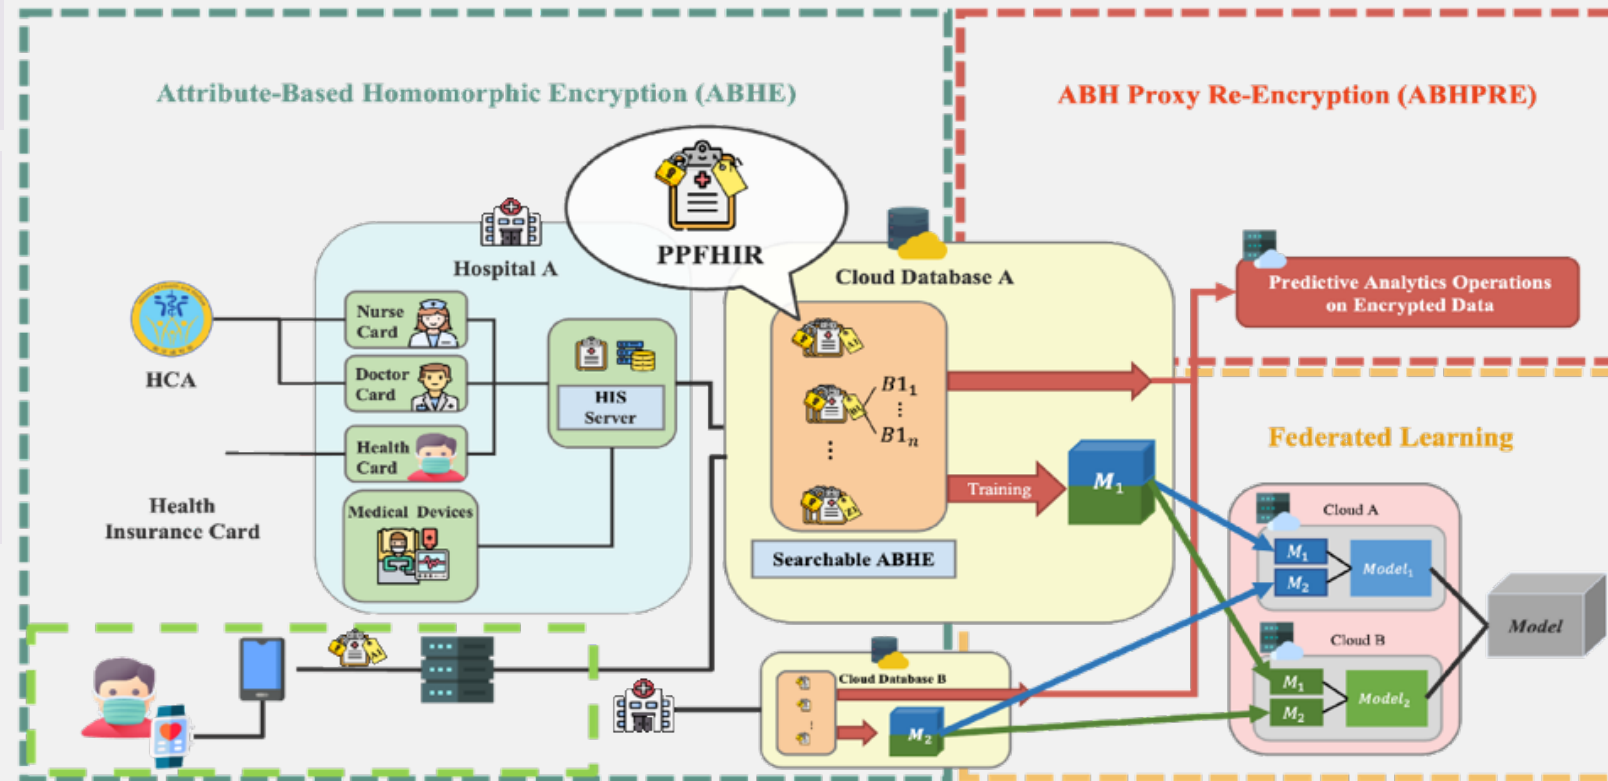 Attribute-Based Homomorphic Encryption (ABHE)
ABH Proxy Re-Encryption (ABHPRE)
PPFHIR
Hospital A
Cloud Database A
HCA
Nurse
Card
Doctor
Card
Health
Card
Medical Devices
HIS
Server
Health
Insurance Card
B1₁
⋮
B1ₙ
⋮
Training
M₁
Searchable ABHE
Predictive Analytics Operations
on Encrypted Data
Federated Learning
Cloud A
M₁
M₂
Model₁
Cloud B
M₁
M₂
Model₂
Model
Cloud Database B
M₂